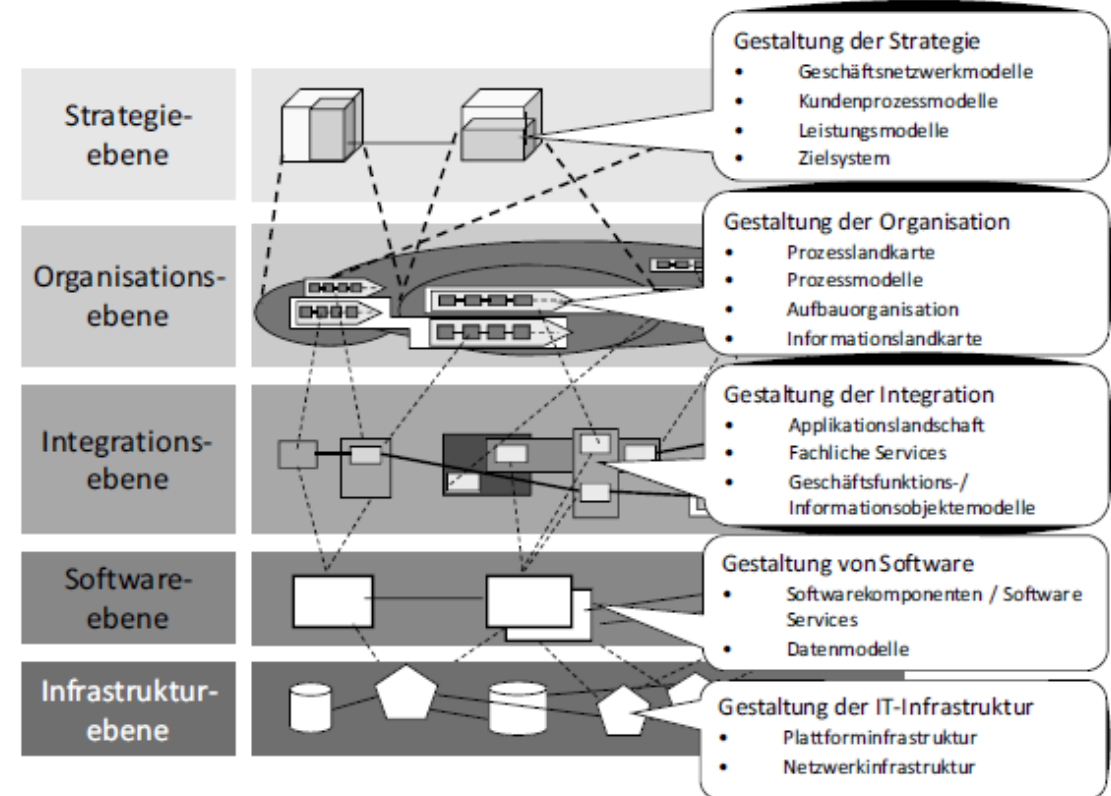 Strategie-
ebene
Gestaltung der Strategie
• Geschäftsnetzwerkmodelle
• Kundenprozessmodelle
• Leistungsmodelle
• Zielsystem
Organisations-
ebene
Gestaltung der Organisation
• Prozesslandkarte
• Prozessmodelle
• Aufbauorganisation
• Informationslandkarte
Integrations-
ebene
Gestaltung der Integration
• Applikationslandschaft
• Fachliche Services
• Geschäftsfunktions-/
Informationsobjektemodelle
Software-
ebene
Gestaltung von Software
• Softwarekomponenten / Software
Services
• Datenmodelle
Infrastruktur-
ebene
Gestaltung der IT-Infrastruktur
• Plattforminfrastruktur
• Netzwerkinfrastruktur